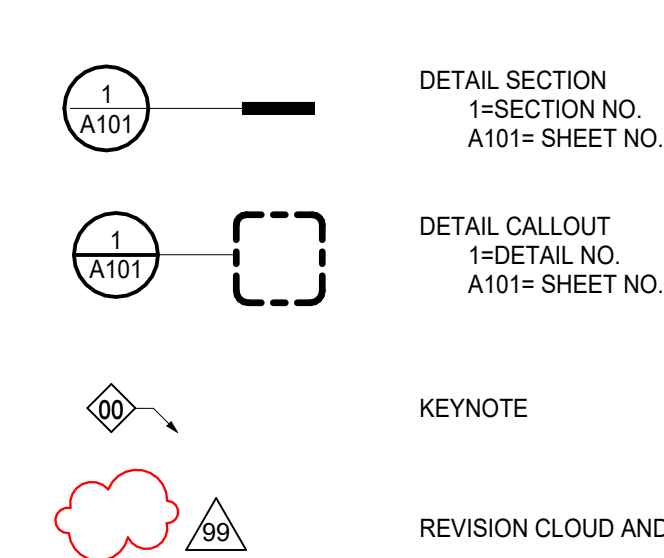 1
A101
DETAIL SECTION
1=SECTION NO.
A101= SHEET NO.
1
A101
DETAIL CALLOUT
1=DETAIL NO.
A101= SHEET NO.
00
KEYNOTE
99
REVISION CLOUD AND